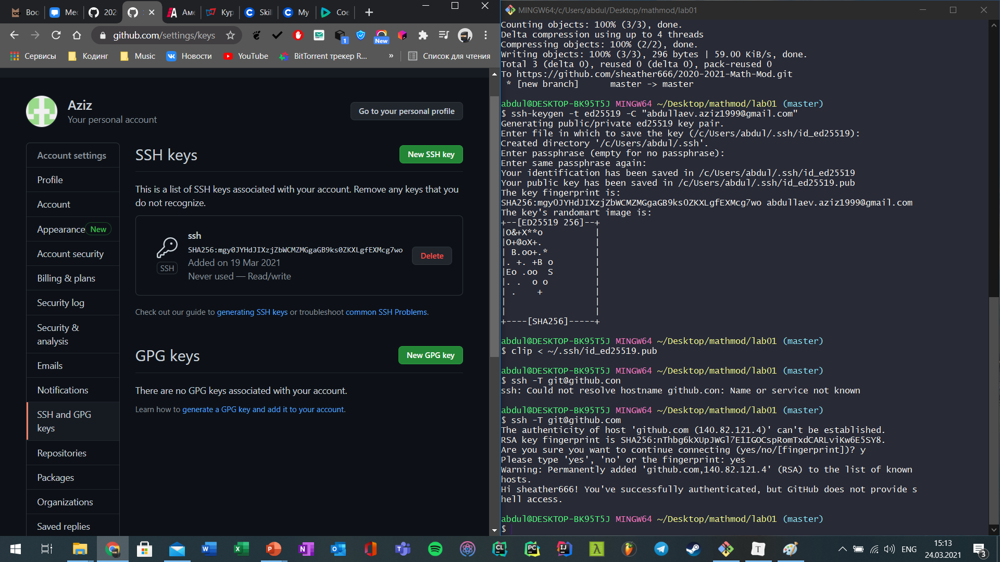 Boo
Мес
202
Аме
Кур
Skil
My
Сое
github.com/settings/keys
1
New
Сервисы
Кодинг
Music
Новости
YouTube
BitTorrent трекер R...
»
Список для чтения
Aziz
Your personal account
Go to your personal profile
Account settings
Profile
Account
Appearance New
Account security
Billing & plans
Security log
Security &
analysis
Emails
Notifications
SSH and GPG
keys
Repositories
Packages
Organizations
Saved replies
SSH keys
New SSH key
This is a list of SSH keys associated with your account. Remove any keys that you
do not recognize.
ssh
SHA256:mgy0JYHdJIXzjZbWCMZMGgaGB9ks0ZKXLgfEXMcg7wo
Added on 19 Mar 2021
Never used — Read/write
SSH
Delete
Check out our guide to generating SSH keys or troubleshoot common SSH Problems.
GPG keys
New GPG key
There are no GPG keys associated with your account.
Learn how to generate a GPG key and add it to your account.
MINGW64:/c/Users/abdul/Desktop/mathmod/lab01
Counting objects: 100% (3/3), done.
Delta compression using up to 4 threads
Compressing objects: 100% (2/2), done.
Writing objects: 100% (3/3), 296 bytes | 59.00 KiB/s, done.
Total 3 (delta 0), reused 0 (delta 0), pack-reused 0
To https://github.com/sheather666/2020-2021-Math-Mod.git
 * [new branch]      master -> master
abdul@DESKTOP-BK95T5J MINGW64 ~/Desktop/mathmod/lab01 (master)
$ ssh-keygen -t ed25519 -C "abdullaev.aziz1999@gmail.com"
Generating public/private ed25519 key pair.
Enter file in which to save the key (/c/Users/abdul/.ssh/id_ed25519):
Created directory '/c/Users/abdul/.ssh'.
Enter passphrase (empty for no passphrase):
Enter same passphrase again:
Your identification has been saved in /c/Users/abdul/.ssh/id_ed25519
Your public key has been saved in /c/Users/abdul/.ssh/id_ed25519.pub
The key fingerprint is:
SHA256:mgy0JYHdJIXzjZbWCMZMGgaGB9ks0ZKXLgfEXMcg7wo abdullaev.aziz1999@gmail.com
The key's randomart image is:
+--[ED25519 256]--+
|O&+X**o          |
|O+@oX+.          |
| B.oo+.*         |
|. +. +B o        |
|Eo .oo  S        |
|. .  o o         |
| .    +          |
|                 |
|                 |
+----[SHA256]-----+
abdul@DESKTOP-BK95T5J MINGW64 ~/Desktop/mathmod/lab01 (master)
$ clip < ~/.ssh/id_ed25519.pub
abdul@DESKTOP-BK95T5J MINGW64 ~/Desktop/mathmod/lab01 (master)
$ ssh -T git@github.con
ssh: Could not resolve hostname github.con: Name or service not known
abdul@DESKTOP-BK95T5J MINGW64 ~/Desktop/mathmod/lab01 (master)
$ ssh -T git@github.com
The authenticity of host 'github.com (140.82.121.4)' can't be established.
RSA key fingerprint is SHA256:nThbg6kXUpJWGl7E1IGOCspRomTxdCARLviKw6E5SY8.
Are you sure you want to continue connecting (yes/no/[fingerprint])? y
Please type 'yes', 'no' or the fingerprint: yes
Warning: Permanently added 'github.com,140.82.121.4' (RSA) to the list of known
hosts.
Hi sheather666! You've successfully authenticated, but GitHub does not provide s
hell access.
abdul@DESKTOP-BK95T5J MINGW64 ~/Desktop/mathmod/lab01 (master)
$
ENG
15:13
24.03.2021
3